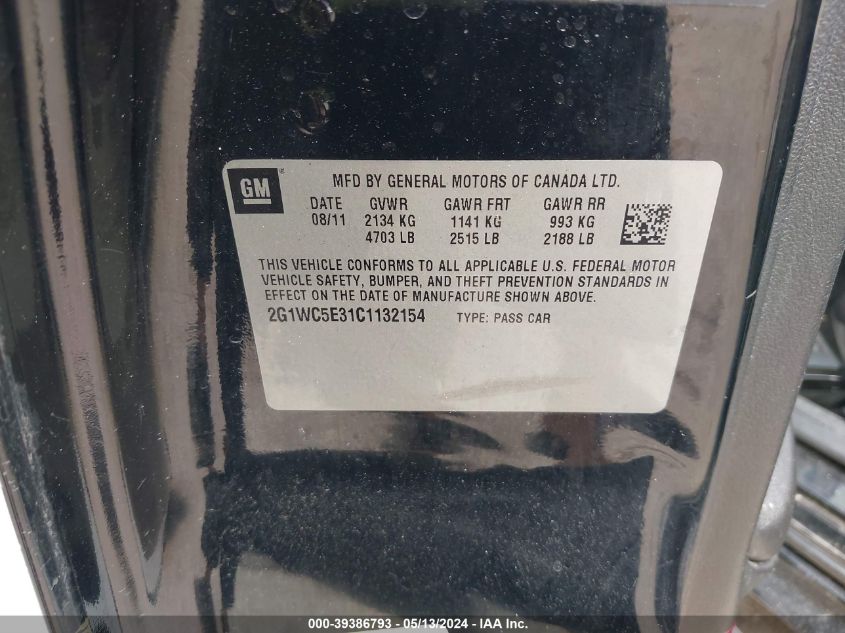 GM
MFD BY GENERAL MOTORS OF CANADA LTD.
DATE GVWR GAWR FRT GAWR RR
08/11 2134 KG 1141 KG 993 KG
4703 LB 2515 LB 2188 LB
THIS VEHICLE CONFORMS TO ALL APPLICABLE U.S. FEDERAL MOTOR
VEHICLE SAFETY, BUMPER, AND THEFT PREVENTION STANDARDS IN
EFFECT ON THE DATE OF MANUFACTURE SHOWN ABOVE.
2G1WC5E31C1132154 TYPE: PASS CAR
000-39386793 - 05/13/2024 - IAA Inc.